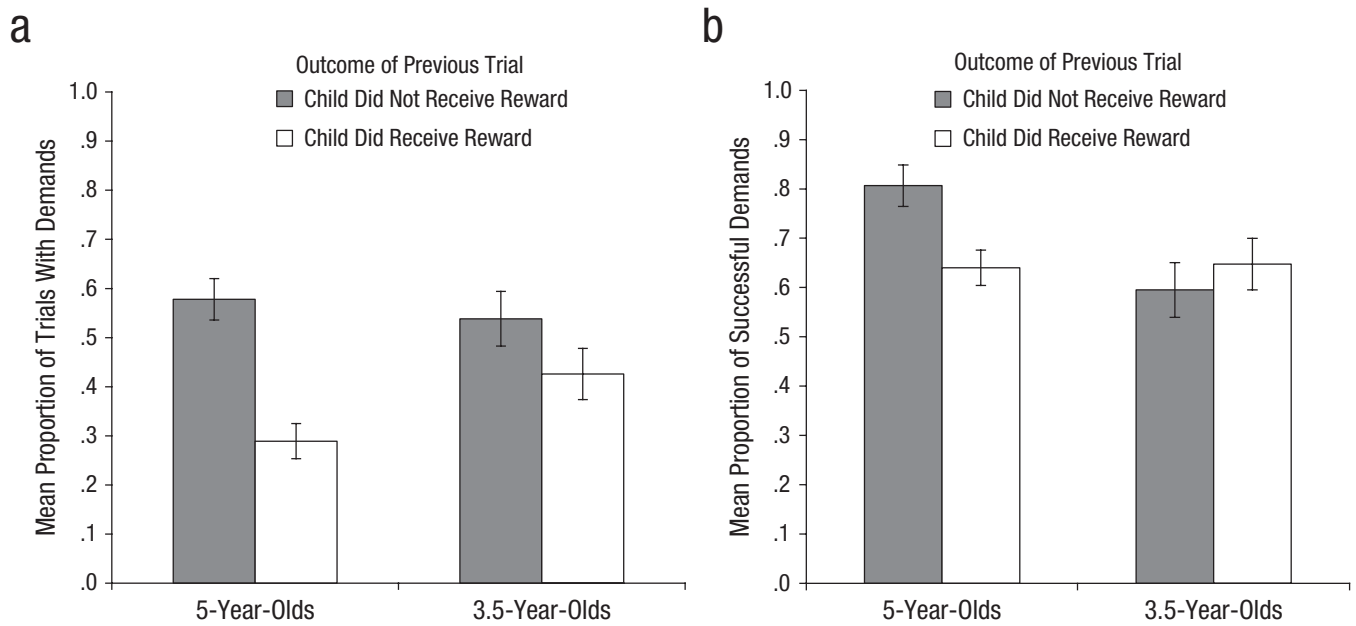 a
Outcome of Previous Trial
Child Did Not Receive Reward
Child Did Receive Reward
Mean Proportion of Trials With Demands
1.0
.9
.8
.7
.6
.5
.4
.3
.2
.1
.0
5-Year-Olds
3.5-Year-Olds
b
Outcome of Previous Trial
Child Did Not Receive Reward
Child Did Receive Reward
Mean Proportion of Successful Demands
1.0
.9
.8
.7
.6
.5
.4
.3
.2
.1
.0
5-Year-Olds
3.5-Year-Olds